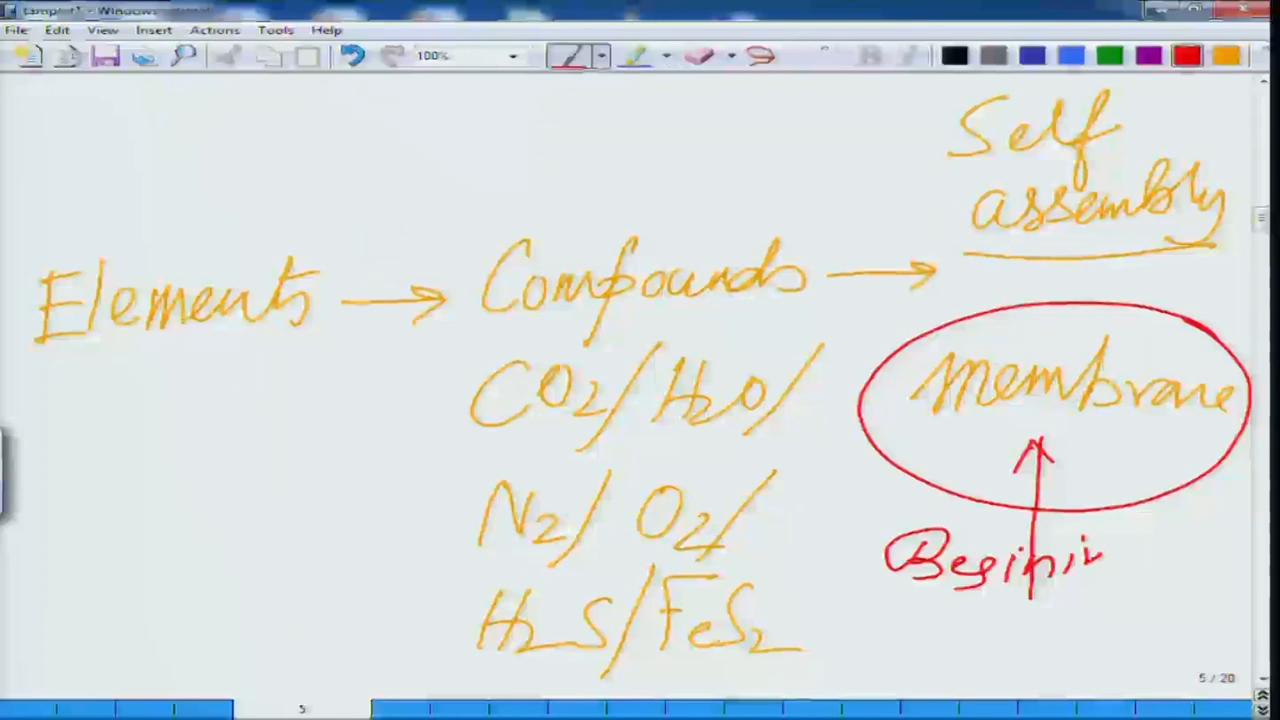 File Edit View Insert Actions Tools Help
100%
Self
assembly
Elements → Compounds →
CO2/H2O/
membrane
N2/ O2/
Beginin
H2S/FeS2
5 / 20
5